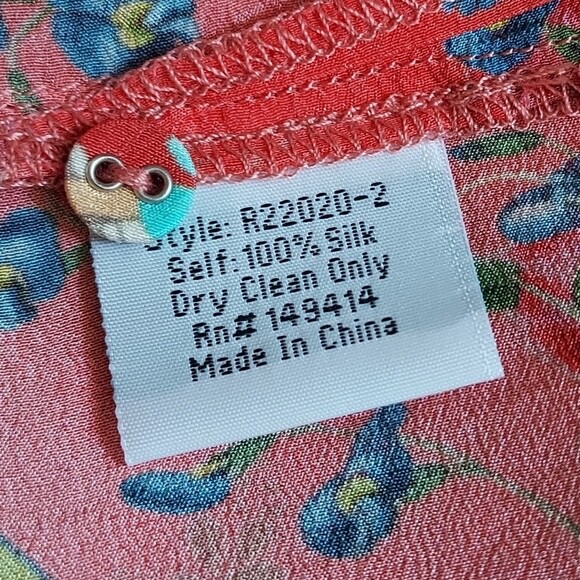 Style: R22020-2
Self: 100% Silk
Dry Clean Only
Rn# 149414
Made In China